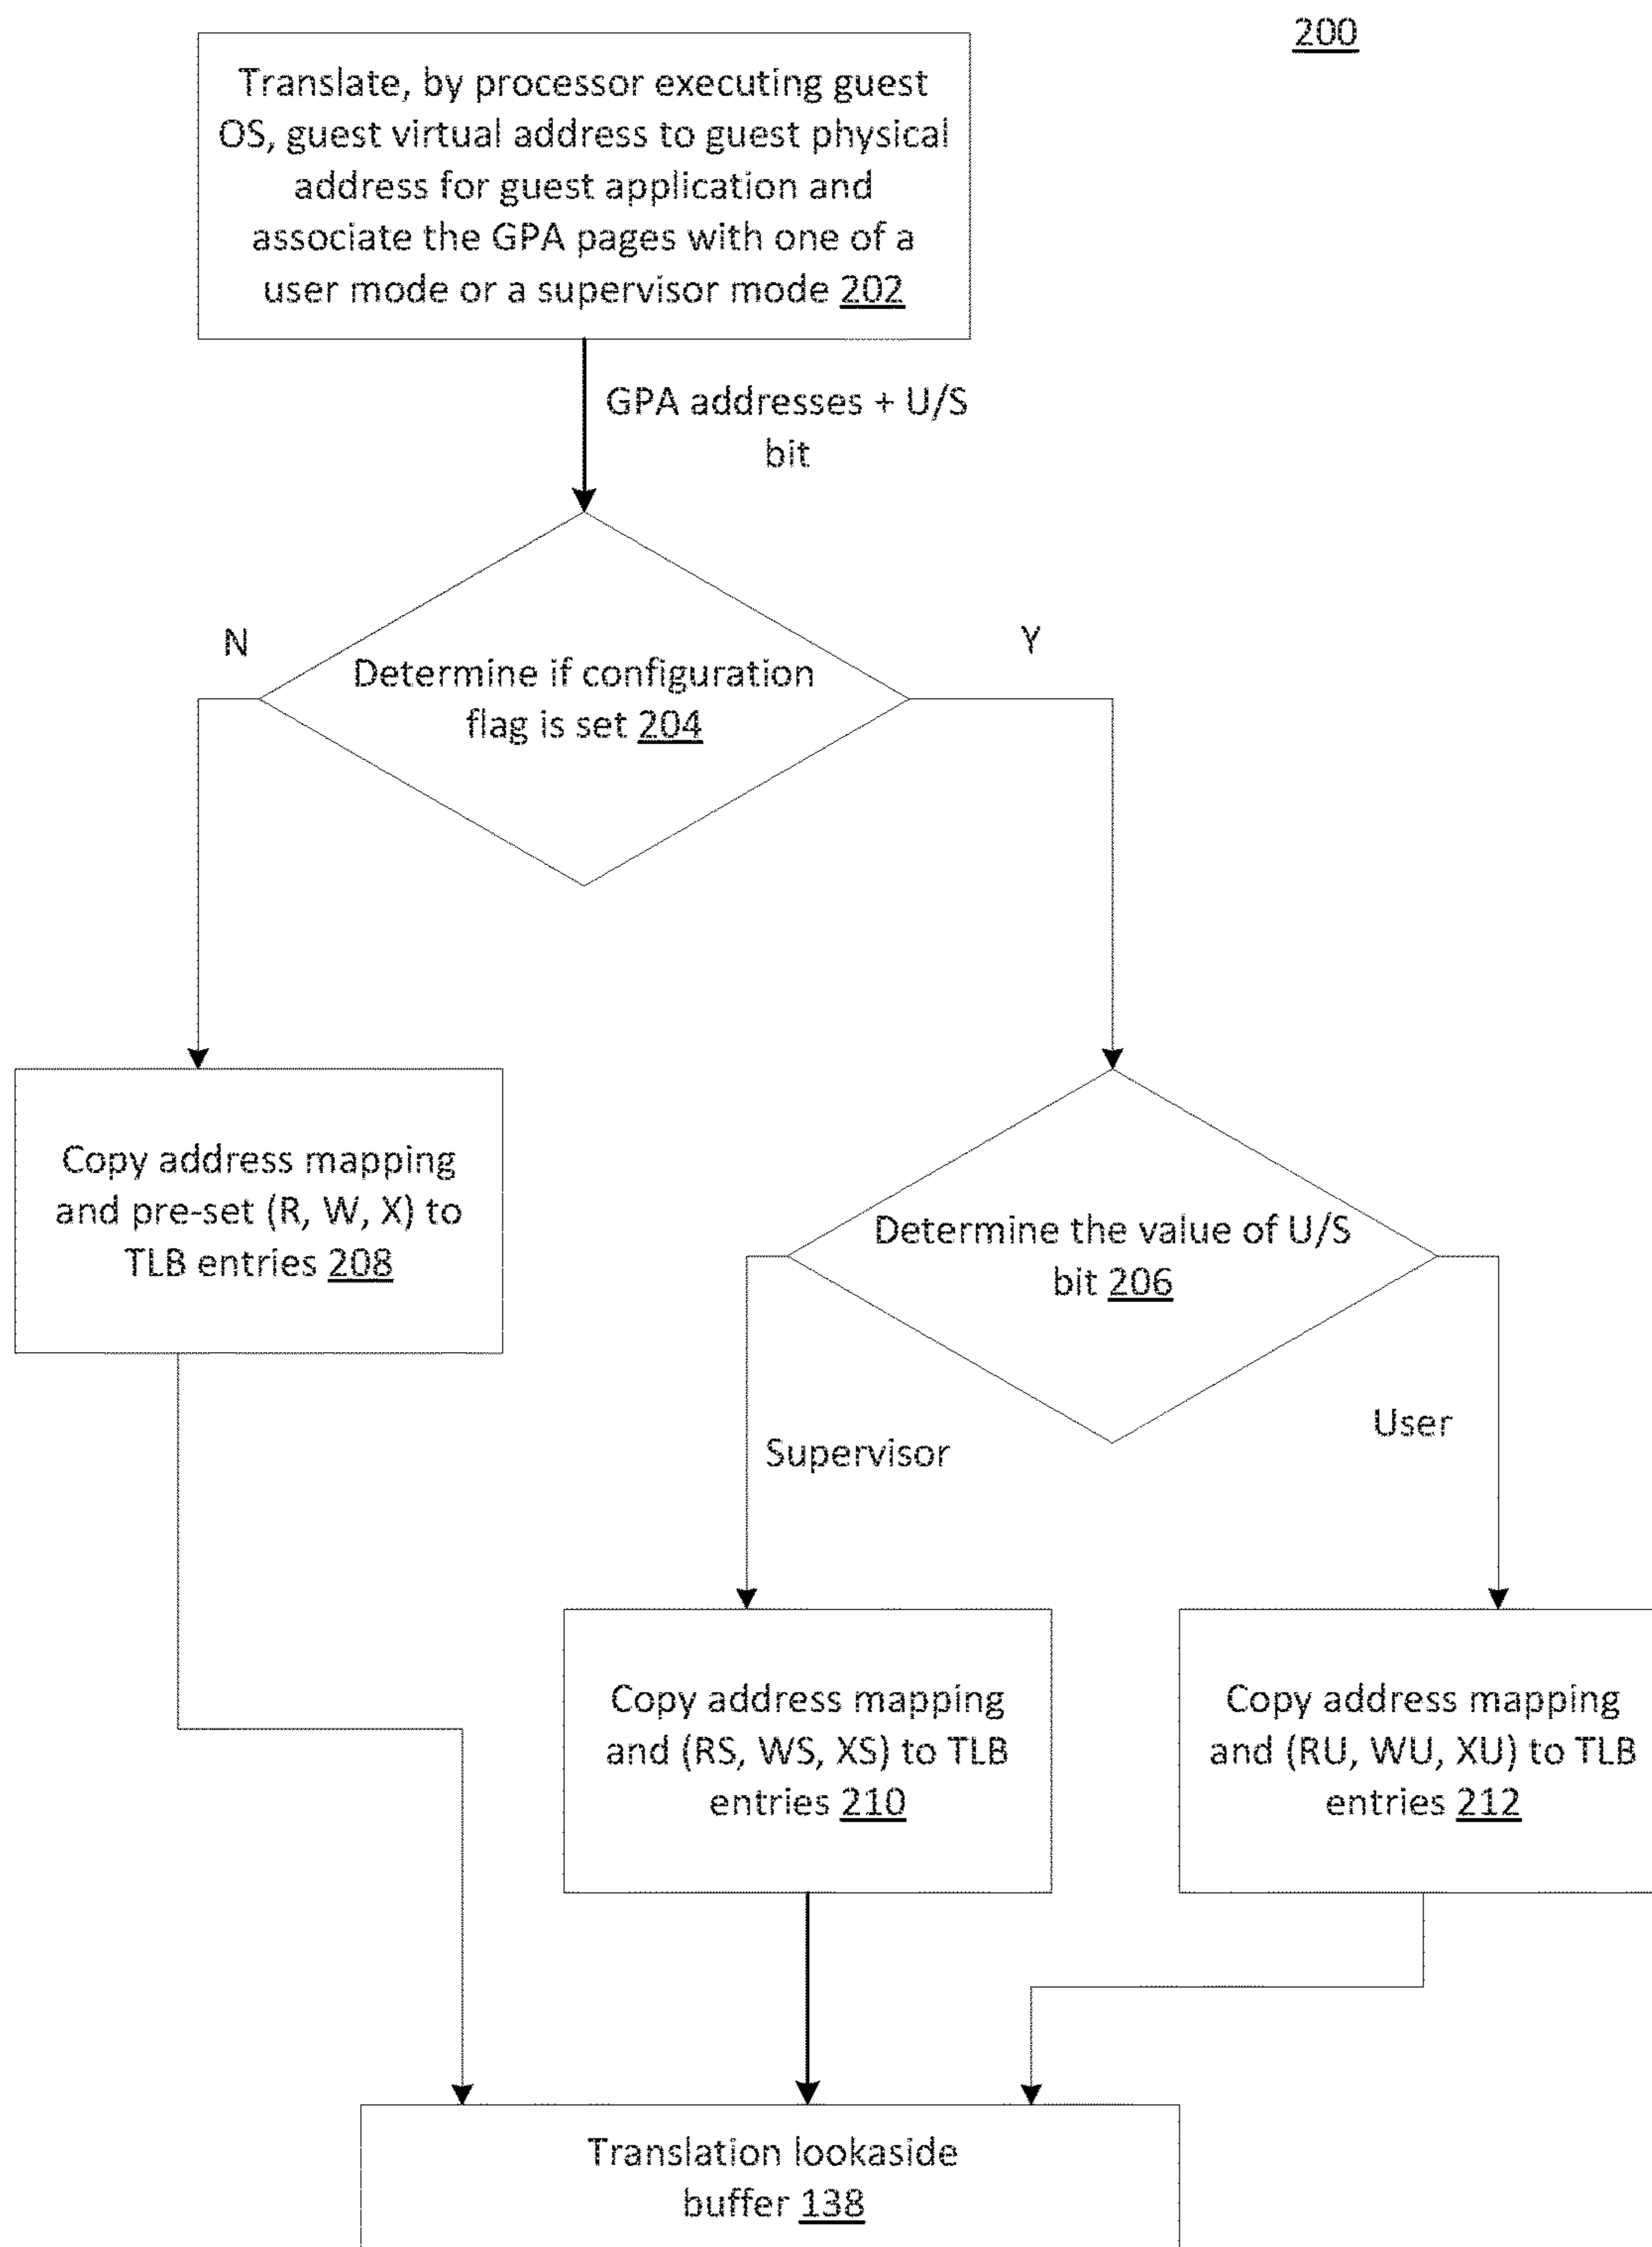 200
Translate, by processor executing guest
OS, guest virtual address to guest physical
address for guest application and
associate the GPA pages with one of a
user mode or a supervisor mode 202
GPA addresses + U/S
bit
N
Y
Determine if configuration
flag is set 204
Copy address mapping
and pre-set (R, W, X) to
TLB entries 208
Determine the value of U/S
bit 206
Supervisor
User
Copy address mapping
and (RS, WS, XS) to TLB
entries 210
Copy address mapping
and (RU, WU, XU) to TLB
entries 212
Translation lookaside
buffer 138